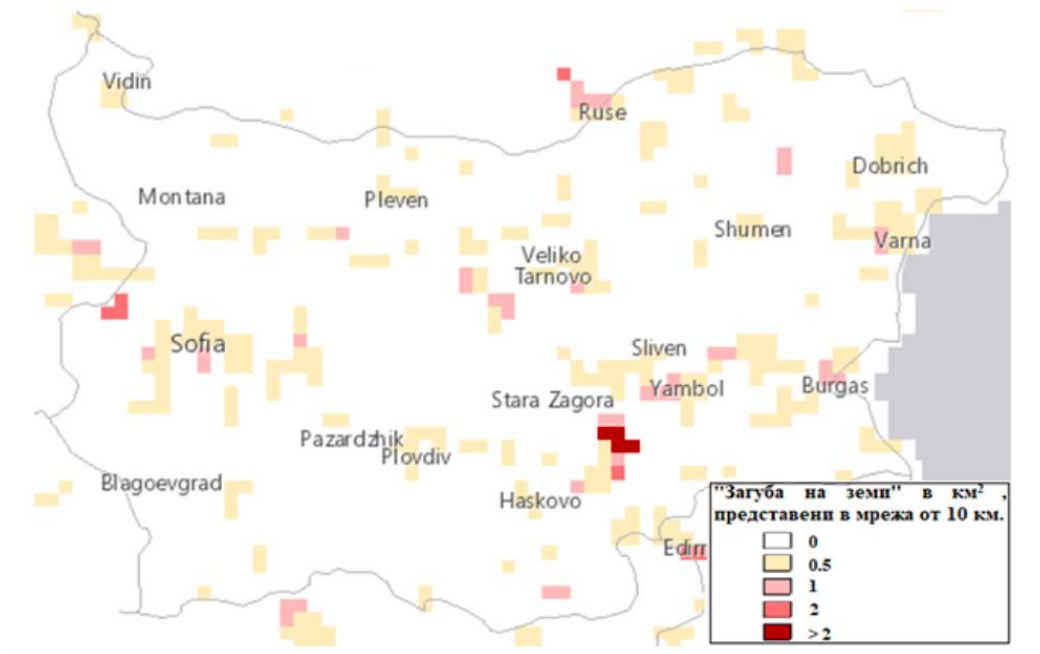 Vidin
Ruse
Dobrich
Montana
Pleven
Shumen
Varna
Veliko
Tarnovo
Sofia
Sliven
Yambol
Burgas
Stara Zagora
Pazardzhik
Plovdiv
Blagoevgrad
Haskovo
"Загуба на земи" в км² ,
представени в мрежа от 10 км.
0
0.5
1
2
> 2